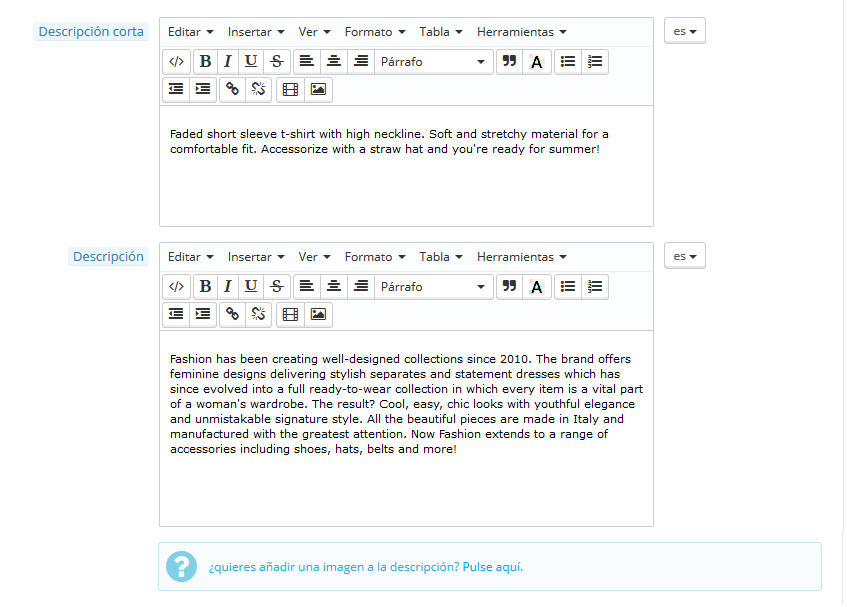 Descripción corta
Editar Insertar Ver Formato Tabla Herramientas
es
B I U S Párrafo A
Faded short sleeve t-shirt with high neckline. Soft and stretchy material for a
comfortable fit. Accessorize with a straw hat and you're ready for summer!
Descripción
Editar Insertar Ver Formato Tabla Herramientas
es
B I U S Párrafo A
Fashion has been creating well-designed collections since 2010. The brand offers
feminine designs delivering stylish separates and statement dresses which has
since evolved into a full ready-to-wear collection in which every item is a vital part
of a woman's wardrobe. The result? Cool, easy, chic looks with youthful elegance
and unmistakable signature style. All the beautiful pieces are made in Italy and
manufactured with the greatest attention. Now Fashion extends to a range of
accessories including shoes, hats, belts and more!
¿quieres añadir una imagen a la descripción? Pulse aquí.